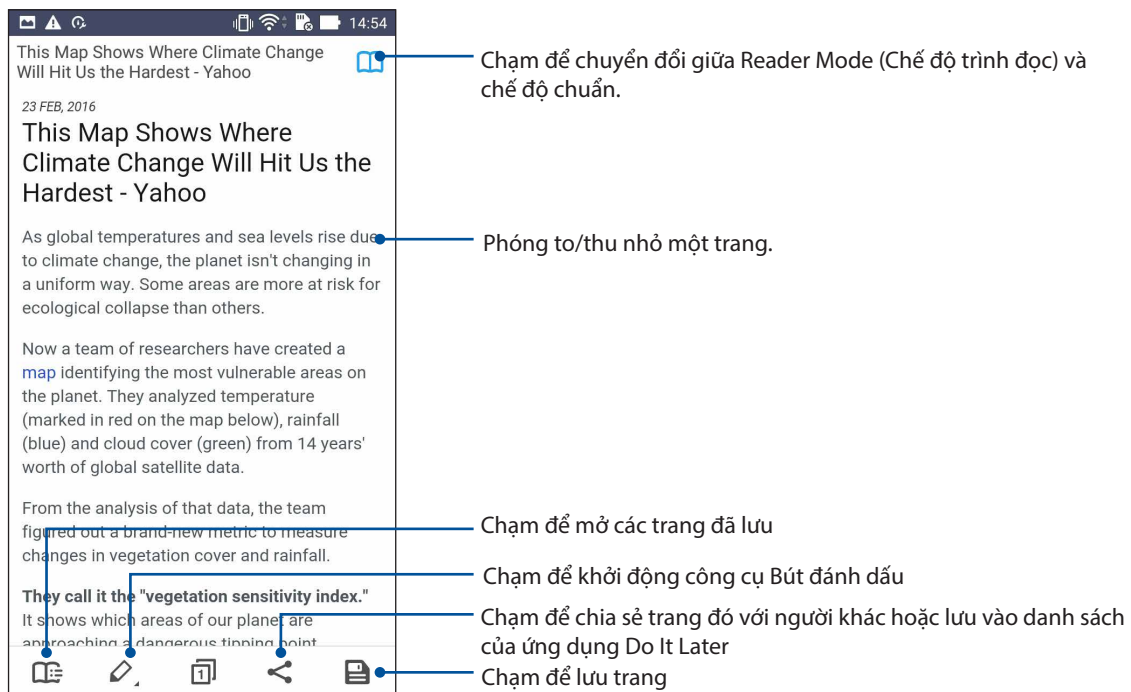 14:54
This Map Shows Where Climate Change
Will Hit Us the Hardest - Yahoo
Chạm để chuyển đổi giữa Reader Mode (Chế độ trình đọc) và
chế độ chuẩn.
23 FEB, 2016
This Map Shows Where
Climate Change Will Hit Us the
Hardest - Yahoo
As global temperatures and sea levels rise due
to climate change, the planet isn't changing in
a uniform way. Some areas are more at risk for
ecological collapse than others.
Phóng to/thu nhỏ một trang.
Now a team of researchers have created a
map identifying the most vulnerable areas on
the planet. They analyzed temperature
(marked in red on the map below), rainfall
(blue) and cloud cover (green) from 14 years'
worth of global satellite data.
From the analysis of that data, the team
figured out a brand-new metric to measure
changes in vegetation cover and rainfall.
They call it the "vegetation sensitivity index."
It shows which areas of our planet are
approaching a dangerous tipping point
Chạm để mở các trang đã lưu
Chạm để khởi động công cụ Bút đánh dấu
Chạm để chia sẻ trang đó với người khác hoặc lưu vào danh sách
của ứng dụng Do It Later
Chạm để lưu trang
1